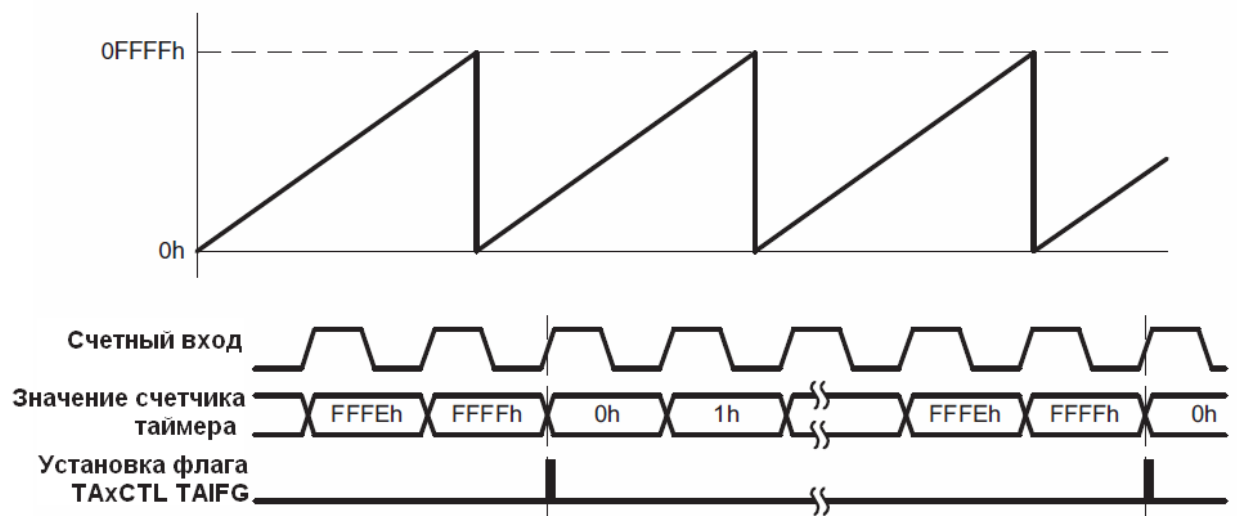 0FFFFh
0h
Счетный вход
Значение счетчика
таймера
FFFEh FFFFh 0h 1h FFFEh FFFFh 0h
Установка флага
TAxCTL TAIFG